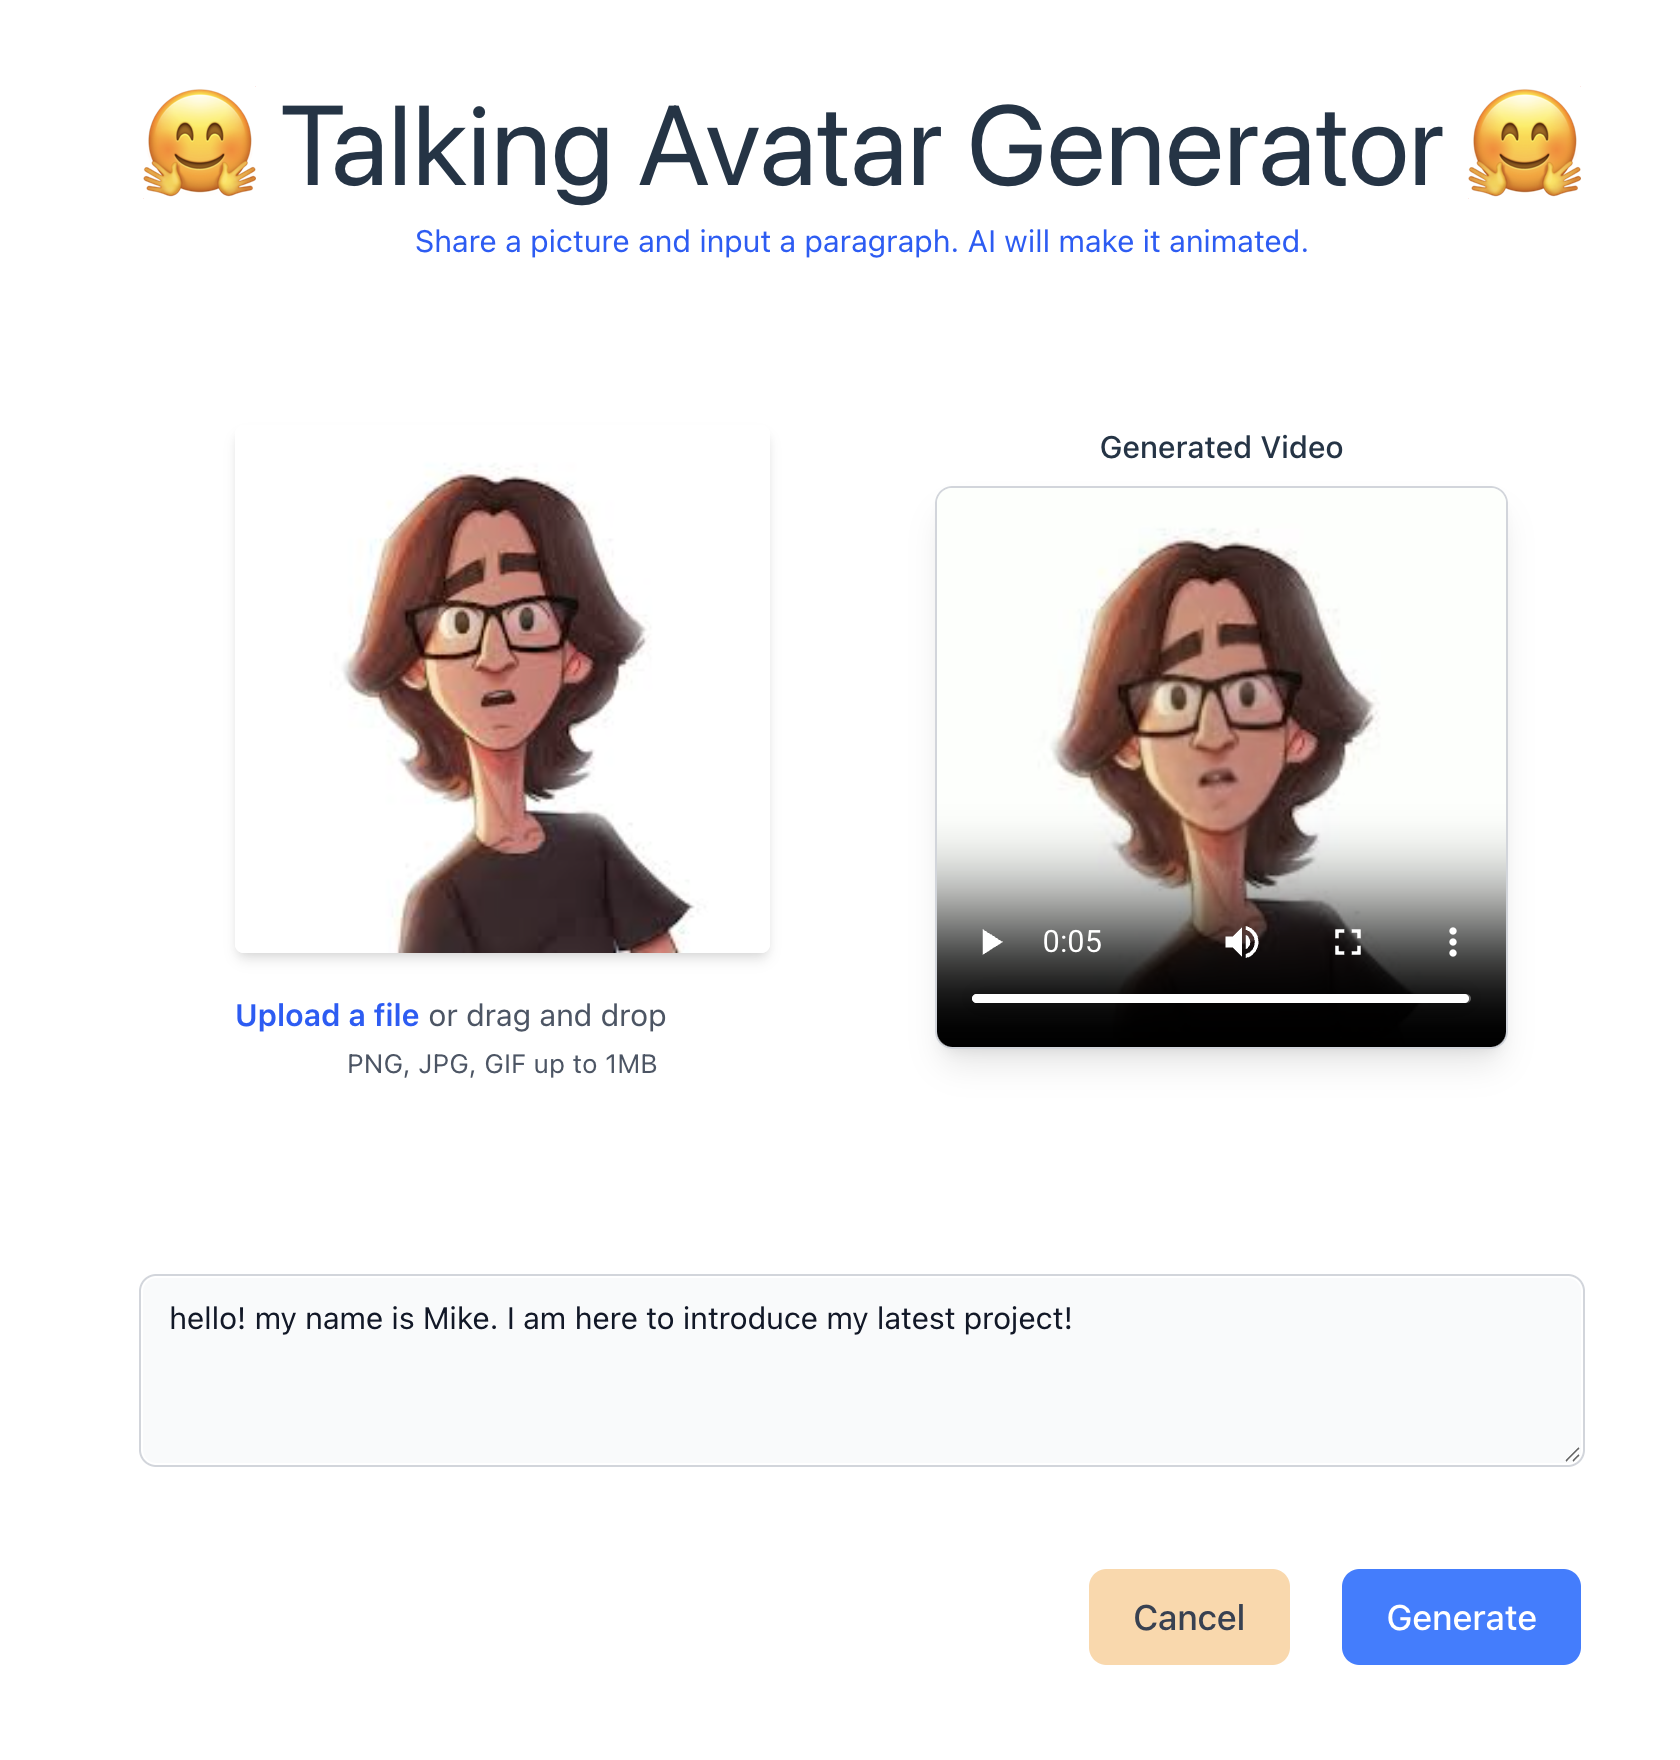 🤗 Talking Avatar Generator 🤗
Share a picture and input a paragraph. AI will make it animated.
Generated Video
0:05
Upload a file or drag and drop
PNG, JPG, GIF up to 1MB
hello! my name is Mike. I am here to introduce my latest project!
Cancel
Generate